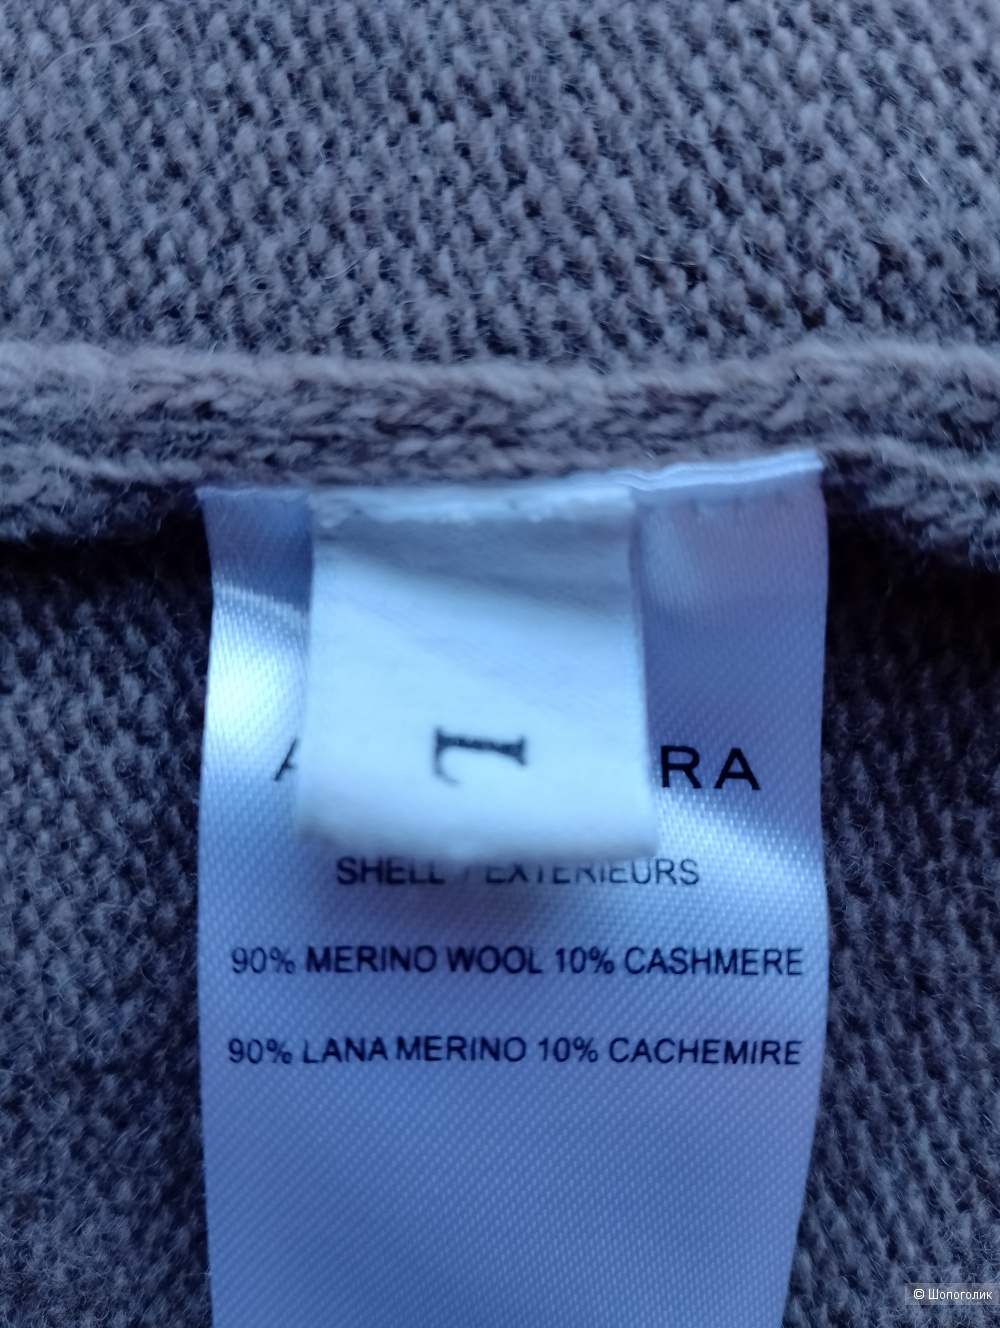 L
RA
SHELL / EXTERIEURS
90% MERINO WOOL 10% CASHMERE
90% LANA MERINO 10% CACHEMIRE
© Шопоголик